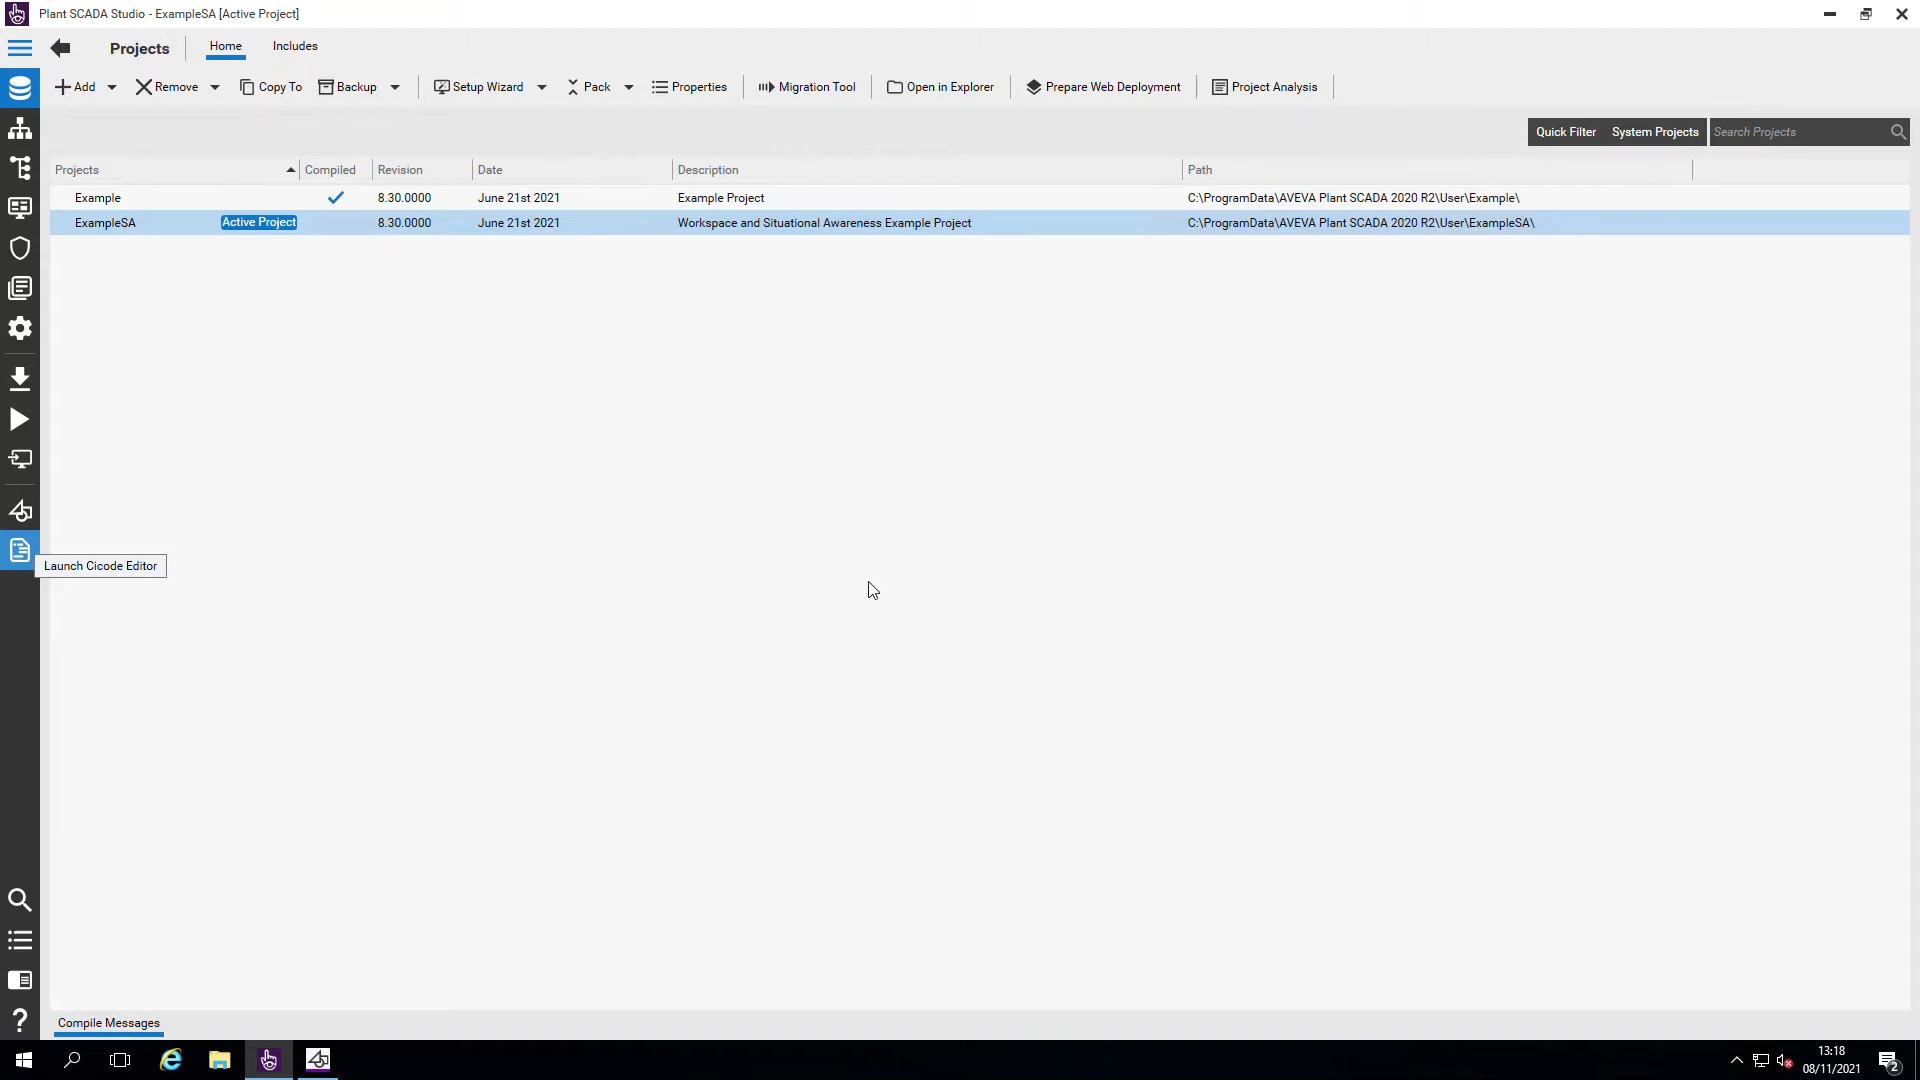 Plant SCADA Studio - ExampleSA [Active Project]
Projects Home Includes
Add Remove Copy To Backup Setup Wizard Pack Properties Migration Tool Open in Explorer Prepare Web Deployment Project Analysis
Quick Filter System Projects Search Projects
Projects Compiled Revision Date Description Path
Example 8.30.0000 June 21st 2021 Example Project C:\ProgramData\AVEVA Plant SCADA 2020 R2\User\Example\
ExampleSA Active Project 8.30.0000 June 21st 2021 Workspace and Situational Awareness Example Project C:\ProgramData\AVEVA Plant SCADA 2020 R2\User\ExampleSA\
Launch Cicode Editor
Compile Messages
13:18
08/11/2021
2